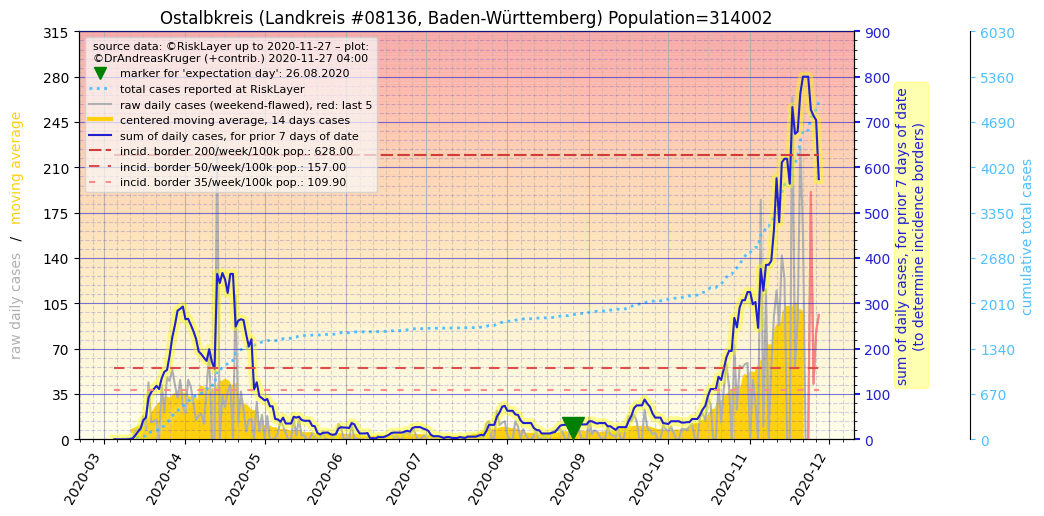 Ostalbkreis (Landkreis #08136, Baden-Württemberg) Population=314002
source data: ©RiskLayer up to 2020-11-27 – plot:
©DrAndreasKruger (+contrib.) 2020-11-27 04:00
marker for 'expectation day': 26.08.2020
total cases reported at RiskLayer
raw daily cases (weekend-flawed), red: last 5
centered moving average, 14 days cases
sum of daily cases, for prior 7 days of date
incid. border 200/week/100k pop.: 628.00
incid. border 50/week/100k pop.: 157.00
incid. border 35/week/100k pop.: 109.90
raw daily cases / moving average
315
280
245
210
175
140
105
70
35
0
900
800
700
600
500
400
300
200
100
0
sum of daily cases, for prior 7 days of date
(to determine incidence borders)
6030
5360
4690
4020
3350
2680
2010
1340
670
0
cumulative total cases
2020-03
2020-04
2020-05
2020-06
2020-07
2020-08
2020-09
2020-10
2020-11
2020-12